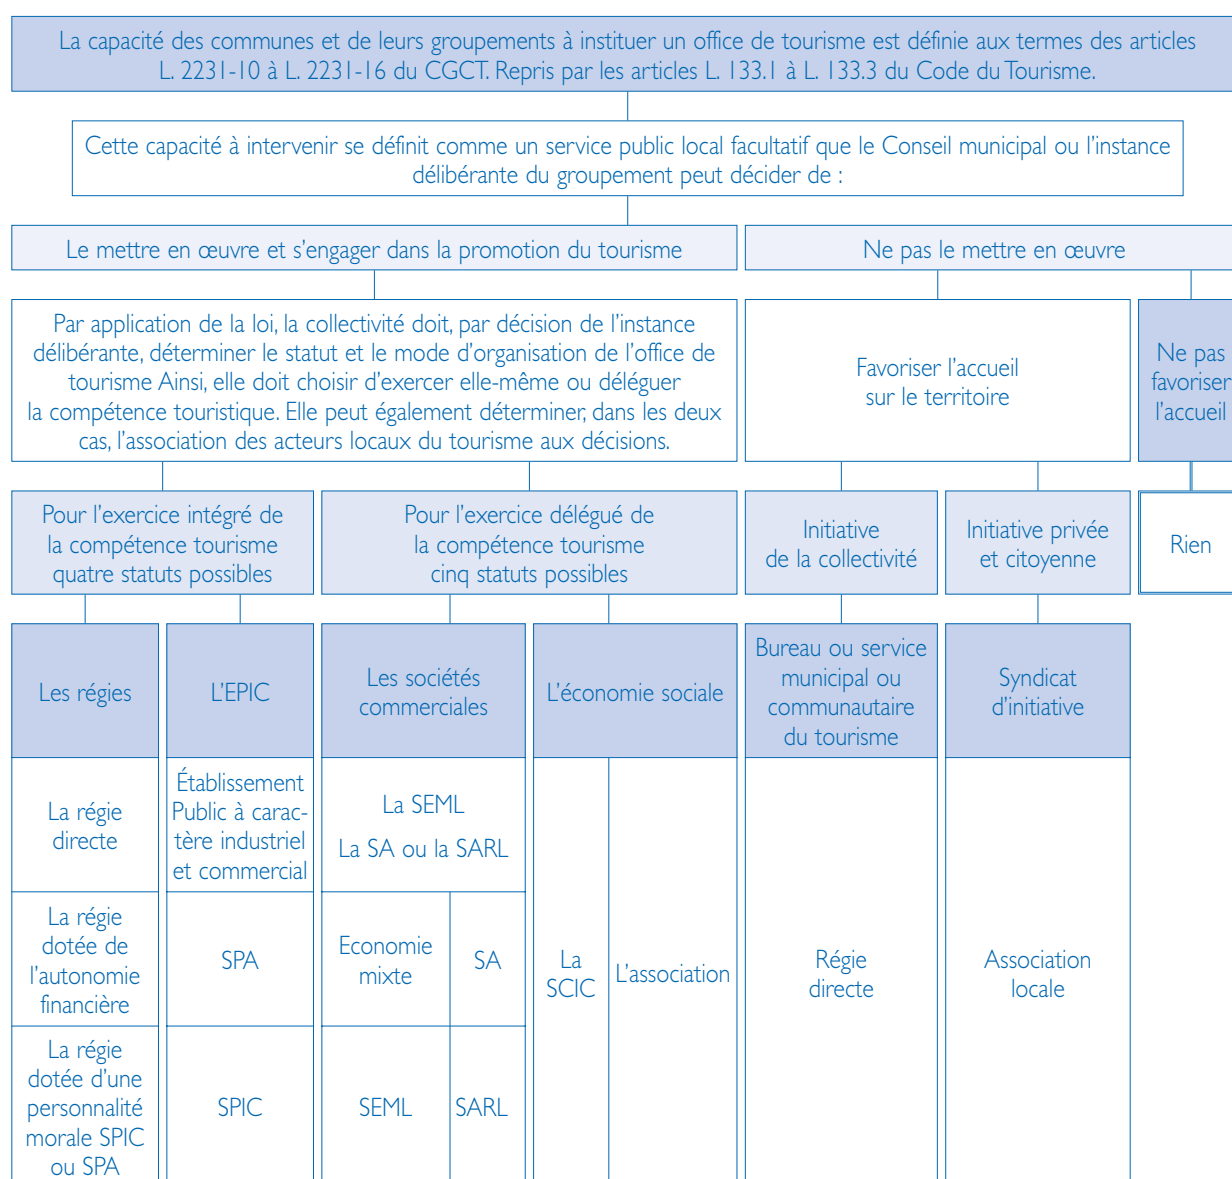 La capacité des communes et de leurs groupements à instituer un office de tourisme est définie aux termes des articles
L. 2231-10 à L. 2231-16 du CGCT. Repris par les articles L. 133.1 à L. 133.3 du Code du Tourisme.
Cette capacité à intervenir se définit comme un service public local facultatif que le Conseil municipal ou l'instance
délibérante du groupement peut décider de :
Le mettre en œuvre et s'engager dans la promotion du tourisme
Ne pas le mettre en œuvre
Par application de la loi, la collectivité doit, par décision de l'instance
délibérante, déterminer le statut et le mode d'organisation de l'office de
tourisme Ainsi, elle doit choisir d'exercer elle-même ou déléguer
la compétence touristique. Elle peut également déterminer, dans les deux
cas, l'association des acteurs locaux du tourisme aux décisions.
Favoriser l'accueil
sur le territoire
Ne pas
favoriser
l'accueil
Pour l'exercice intégré de
la compétence tourisme
quatre statuts possibles
Pour l'exercice délégué de
la compétence tourisme
cinq statuts possibles
Initiative
de la collectivité
Initiative privée
et citoyenne
Rien
Les régies
L'EPIC
Les sociétés
commerciales
L'économie sociale
Bureau ou service
municipal ou
communautaire
du tourisme
Syndicat
d'initiative
La régie
directe
Établissement
Public à carac-
tère industriel
et commercial
La SEML
La SA ou la SARL
La régie
dotée de
l'autonomie
financière
SPA
Economie
mixte
SA
La
SCIC
L'association
Régie
directe
Association
locale
La régie
dotée d'une
personnalité
morale SPIC
ou SPA
SPIC
SEML
SARL